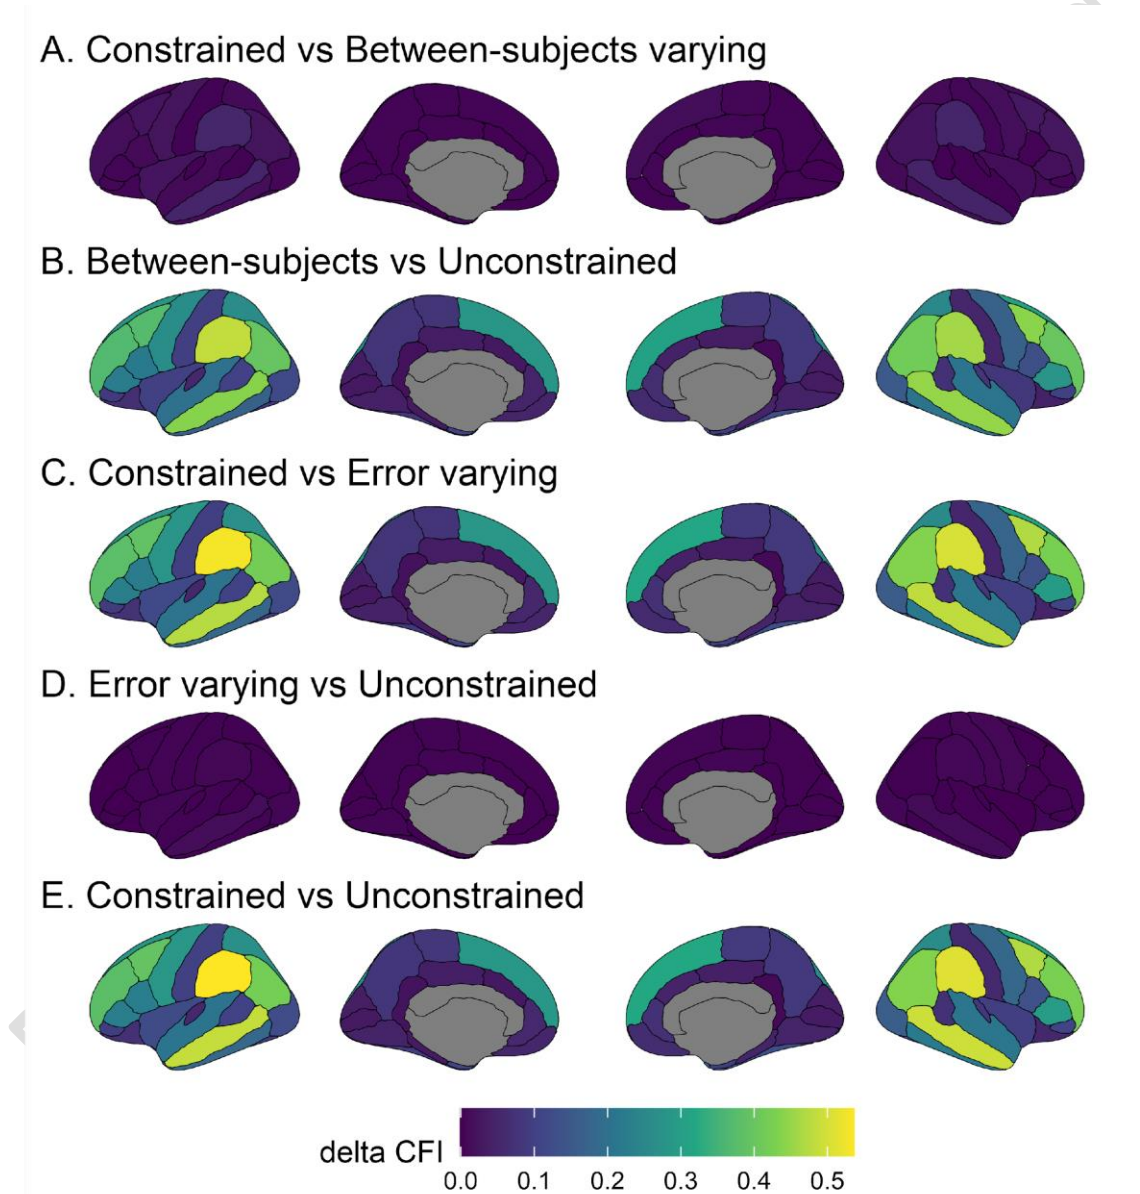 A. Constrained vs Between-subjects varying
B. Between-subjects vs Unconstrained
C. Constrained vs Error varying
D. Error varying vs Unconstrained
E. Constrained vs Unconstrained
delta CFI
0.0 0.1 0.2 0.3 0.4 0.5